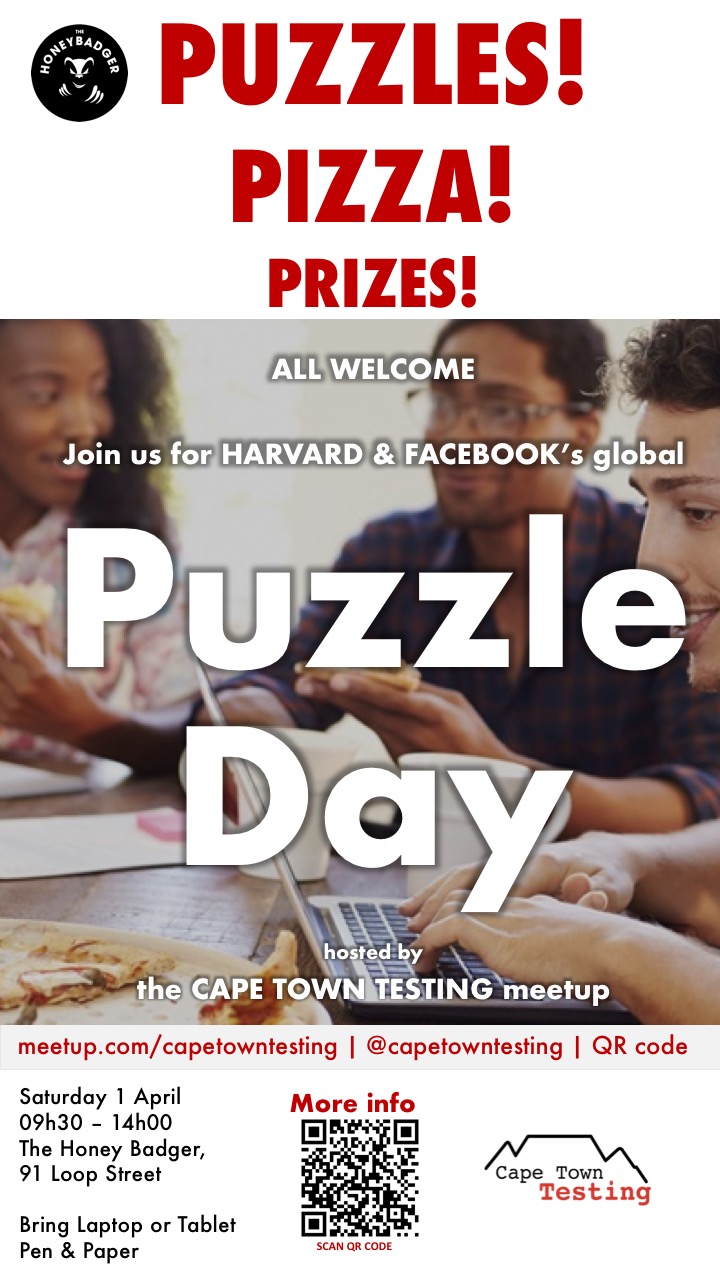 THE
HONEYBADGER
PUZZLES!
PIZZA!
PRIZES!
ALL WELCOME
Join us for HARVARD & FACEBOOK’s global
Puzzle
Day
hosted by
the CAPE TOWN TESTING meetup
meetup.com/capetowntesting | @capetowntesting | QR code
Saturday 1 April
09h30 – 14h00
The Honey Badger,
91 Loop Street
Bring Laptop or Tablet
Pen & Paper
More info
SCAN QR CODE
Cape Town
Testing